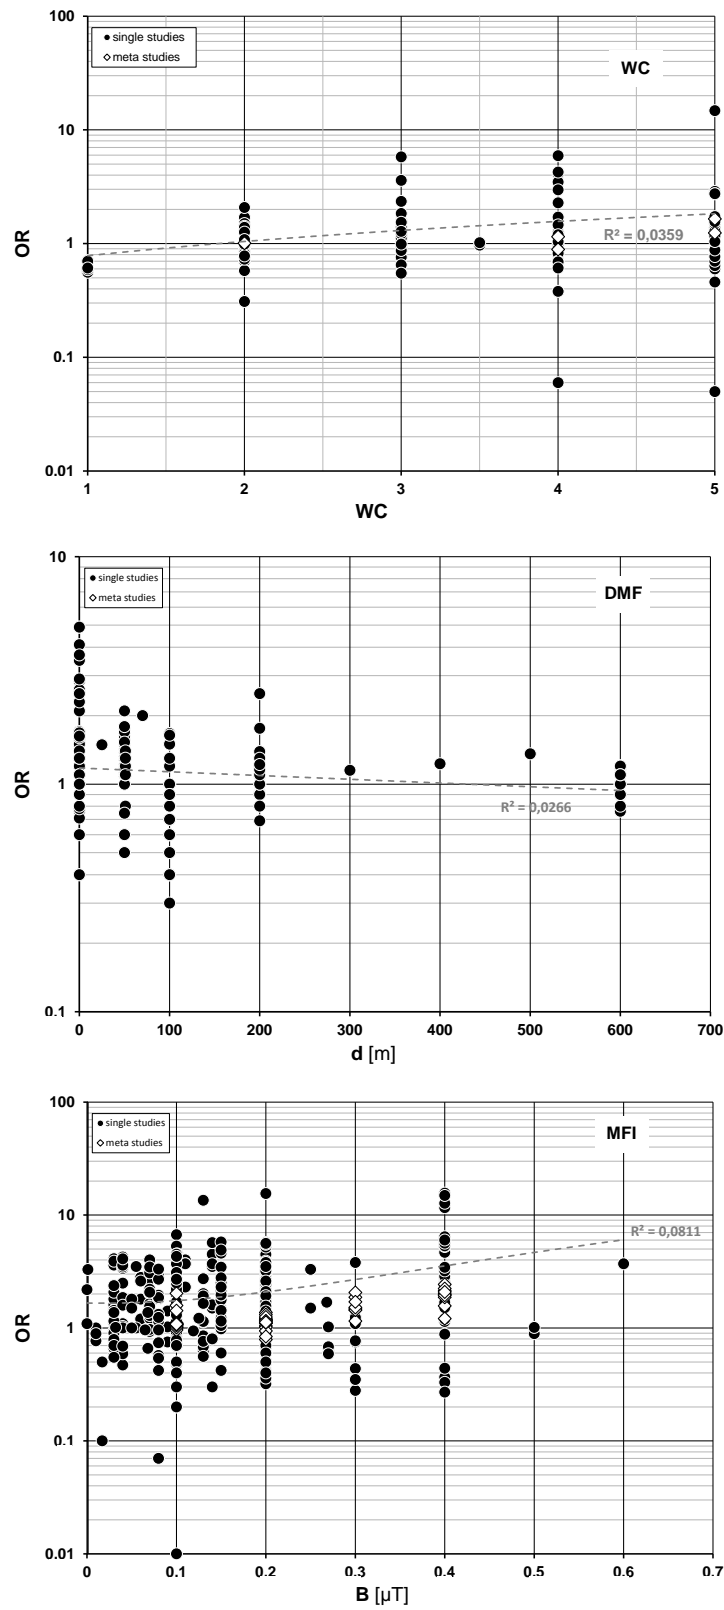 100
single studies
meta studies
WC
10
OR
1
R² = 0,0359
0.1
0.01
1 2 3 4 5
WC
10
single studies
meta studies
DMF
OR
1
R² = 0,0266
0.1
0 100 200 300 400 500 600 700
d [m]
100
single studies
meta studies
MFI
10
R² = 0,0811
OR
1
0.1
0.01
0 0.1 0.2 0.3 0.4 0.5 0.6 0.7
B [µT]